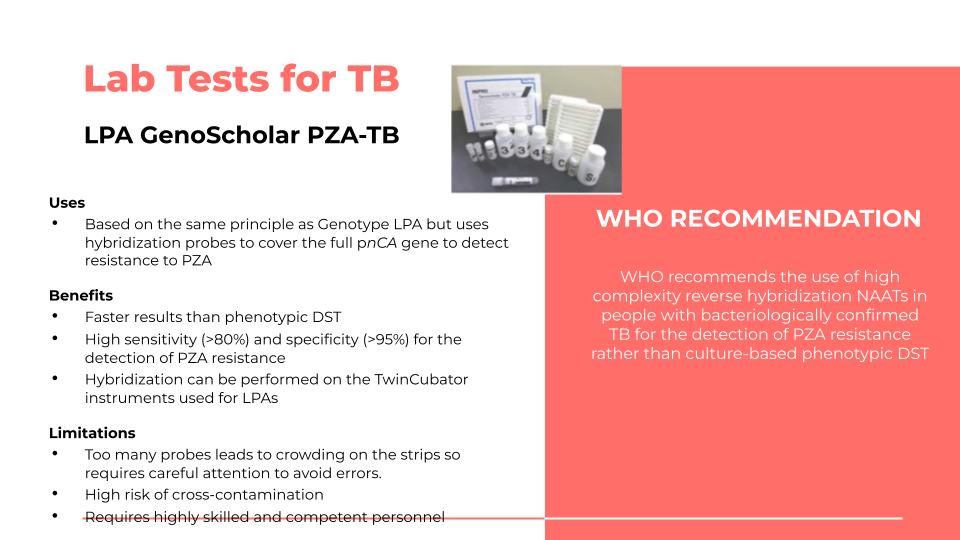 Lab Tests for TB
LPA GenoScholar PZA-TB
Uses
• Based on the same principle as Genotype LPA but uses
hybridization probes to cover the full pnCA gene to detect
resistance to PZA
Benefits
• Faster results than phenotypic DST
• High sensitivity (>80%) and specificity (>95%) for the
detection of PZA resistance
• Hybridization can be performed on the TwinCubator
instruments used for LPAs
Limitations
• Too many probes leads to crowding on the strips so
requires careful attention to avoid errors.
• High risk of cross-contamination
• Requires highly skilled and competent personnel
WHO RECOMMENDATION
WHO recommends the use of high
complexity reverse hybridization NAATs in
people with bacteriologically confirmed
TB for the detection of PZA resistance
rather than culture-based phenotypic DST